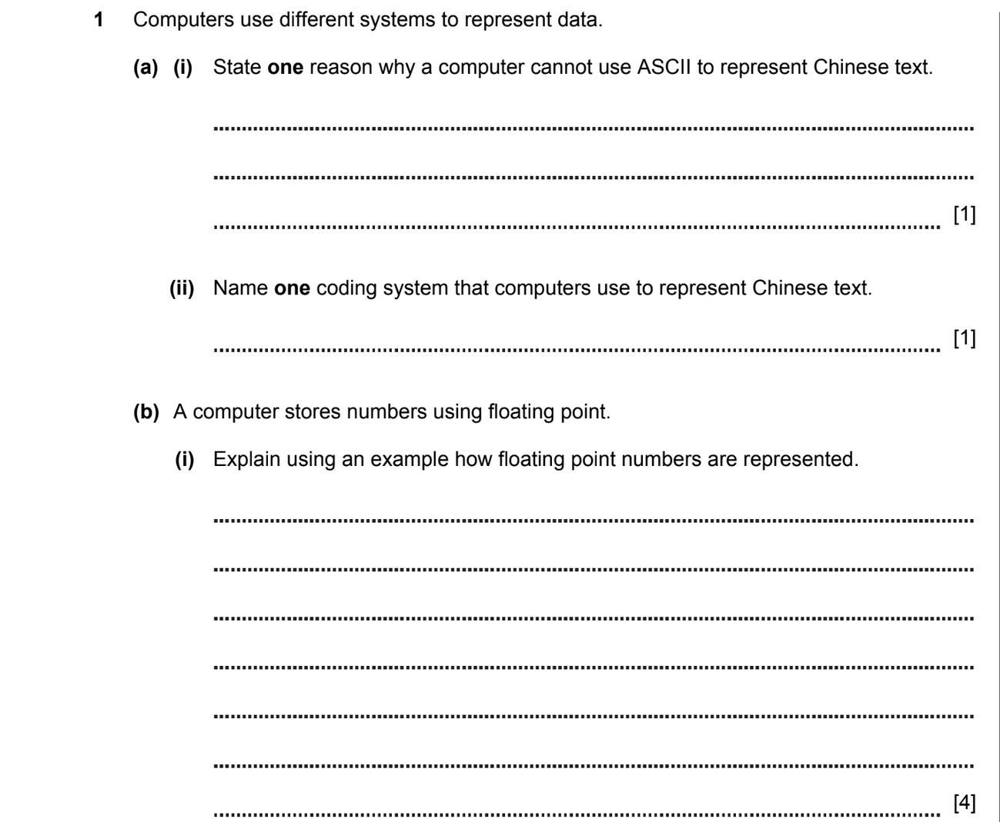 1 Computers use different systems to represent data.
(a) (i) State one reason why a computer cannot use ASCII to represent Chinese text.
[1]
(ii) Name one coding system that computers use to represent Chinese text.
[1]
(b) A computer stores numbers using floating point.
(i) Explain using an example how floating point numbers are represented.
[4]